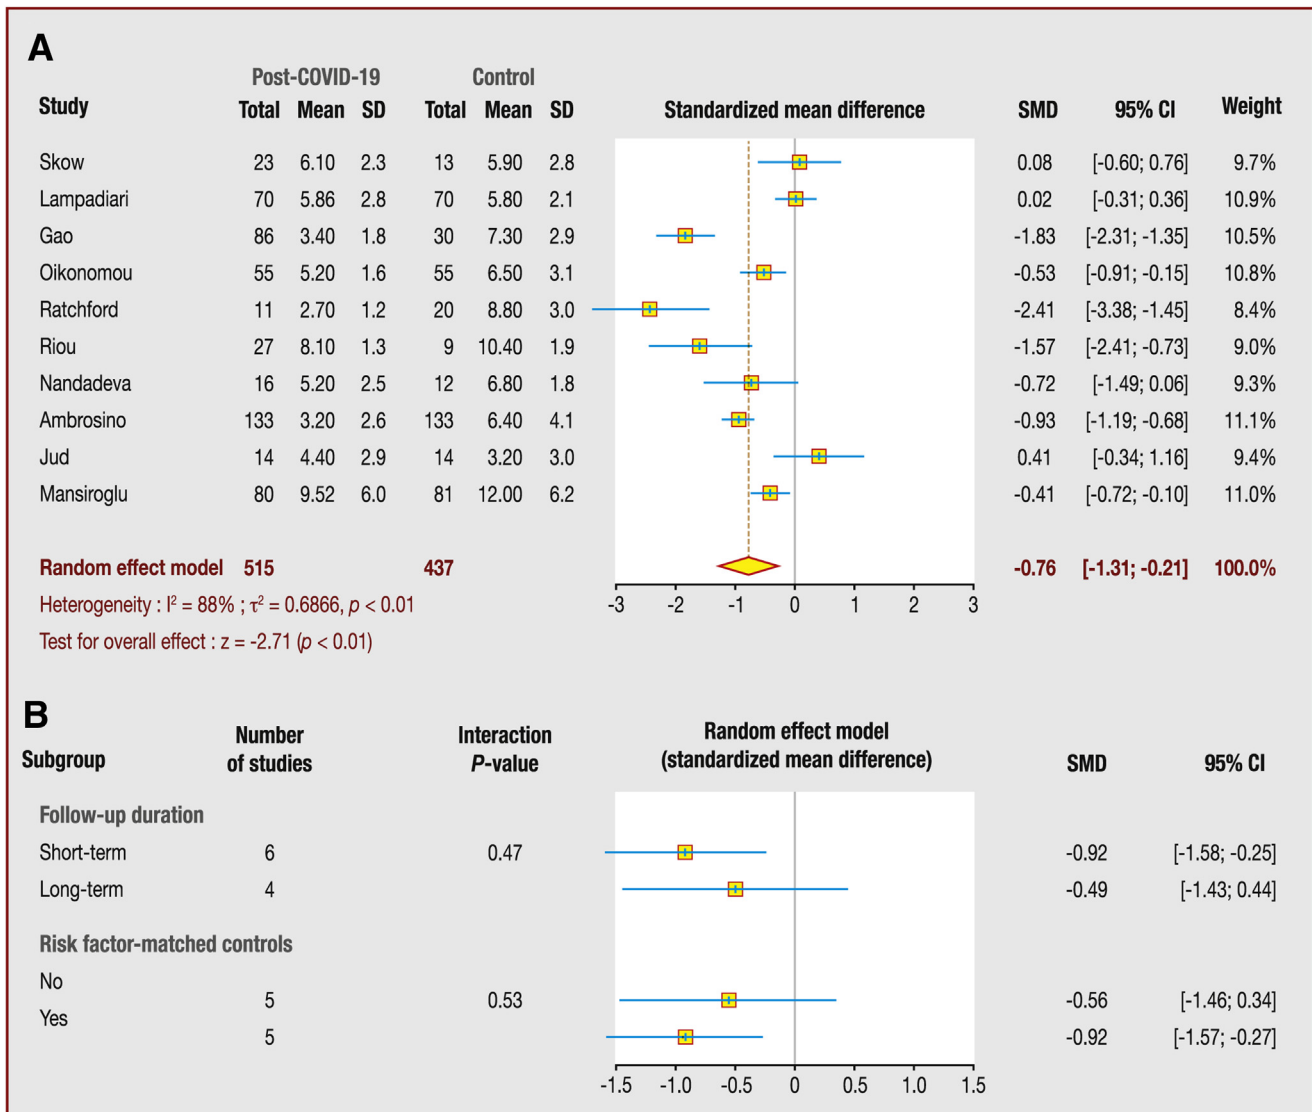 A
Post-COVID-19 Control
Study Total Mean SD Total Mean SD Standardized mean difference SMD 95% CI Weight
Skow 23 6.10 2.3 13 5.90 2.8 0.08 [-0.60; 0.76] 9.7%
Lampadiari 70 5.86 2.8 70 5.80 2.1 0.02 [-0.31; 0.36] 10.9%
Gao 86 3.40 1.8 30 7.30 2.9 -1.83 [-2.31; -1.35] 10.5%
Oikonomou 55 5.20 1.6 55 6.50 3.1 -0.53 [-0.91; -0.15] 10.8%
Ratchford 11 2.70 1.2 20 8.80 3.0 -2.41 [-3.38; -1.45] 8.4%
Riou 27 8.10 1.3 9 10.40 1.9 -1.57 [-2.41; -0.73] 9.0%
Nandadeva 16 5.20 2.5 12 6.80 1.8 -0.72 [-1.49; 0.06] 9.3%
Ambrosino 133 3.20 2.6 133 6.40 4.1 -0.93 [-1.19; -0.68] 11.1%
Jud 14 4.40 2.9 14 3.20 3.0 0.41 [-0.34; 1.16] 9.4%
Mansiroglu 80 9.52 6.0 81 12.00 6.2 -0.41 [-0.72; -0.10] 11.0%
Random effect model 515 437 -0.76 [-1.31; -0.21] 100.0%
-3 -2 -1 0 1 2 3
Heterogeneity : I² = 88% ; τ² = 0.6866, p < 0.01
Test for overall effect : z = -2.71 (p < 0.01)
B
Subgroup Number of studies Interaction P-value Random effect model (standardized mean difference) SMD 95% CI
Follow-up duration
Short-term 6 0.47 -0.92 [-1.58; -0.25]
Long-term 4 -0.49 [-1.43; 0.44]
Risk factor-matched controls
No
5 0.53 -0.56 [-1.46; 0.34]
Yes
5 -0.92 [-1.57; -0.27]
-1.5 -1.0 -0.5 0 0.5 1.0 1.5